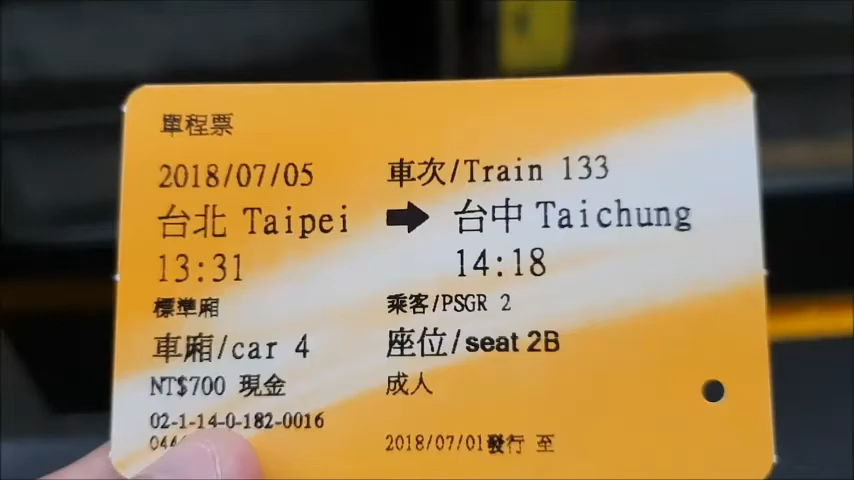 單程票
2018/07/05 車次/Train 133
台北 Taipei ➡ 台中 Taichung
13:31 14:18
標準廂 乘客/PSGR 2
車廂/car 4 座位/seat 2B
NT$700 現金 成人
02-1-14-0-182-0016
2018/07/01發行 至